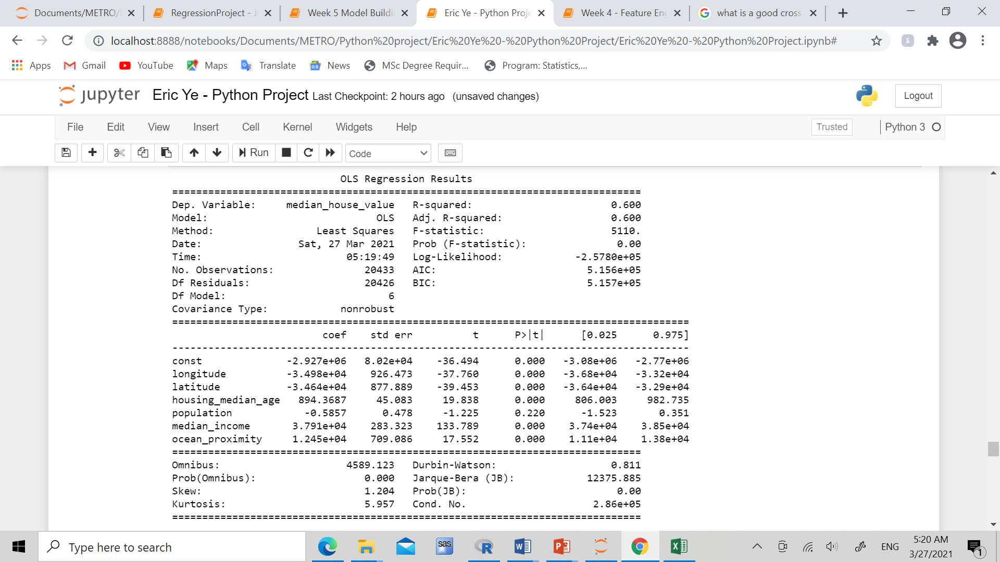 Documents/METRO/
RegressionProject - J
Week 5 Model Buildi
Eric Ye - Python Proje
Week 4 - Feature Eng
what is a good cross
localhost:8888/notebooks/Documents/METRO/Python%20project/Eric%20Ye%20-%20Python%20Project/Eric%20Ye%20-%20Python%20Project.ipynb#
Apps Gmail YouTube Maps Translate News MSc Degree Requir... Program: Statistics,...
jupyter Eric Ye - Python Project Last Checkpoint: 2 hours ago (unsaved changes) Logout
File Edit View Insert Cell Kernel Widgets Help Trusted Python 3
Run Code
OLS Regression Results
==============================================================================
Dep. Variable: median_house_value R-squared: 0.600
Model: OLS Adj. R-squared: 0.600
Method: Least Squares F-statistic: 5110.
Date: Sat, 27 Mar 2021 Prob (F-statistic): 0.00
Time: 05:19:49 Log-Likelihood: -2.5780e+05
No. Observations: 20433 AIC: 5.156e+05
Df Residuals: 20426 BIC: 5.157e+05
Df Model: 6
Covariance Type: nonrobust
======================================================================================
coef std err t P>|t| [0.025 0.975]
--------------------------------------------------------------------------------------
const -2.927e+06 8.02e+04 -36.494 0.000 -3.08e+06 -2.77e+06
longitude -3.498e+04 926.473 -37.760 0.000 -3.68e+04 -3.32e+04
latitude -3.464e+04 877.889 -39.453 0.000 -3.64e+04 -3.29e+04
housing_median_age 894.3687 45.083 19.838 0.000 806.003 982.735
population -0.5857 0.478 -1.225 0.220 -1.523 0.351
median_income 3.791e+04 283.323 133.789 0.000 3.74e+04 3.85e+04
ocean_proximity 1.245e+04 709.086 17.552 0.000 1.11e+04 1.38e+04
==============================================================================
Omnibus: 4589.123 Durbin-Watson: 0.811
Prob(Omnibus): 0.000 Jarque-Bera (JB): 12375.885
Skew: 1.204 Prob(JB): 0.00
Kurtosis: 5.957 Cond. No. 2.86e+05
==============================================================================
Type here to search
sas
R
ENG
5:20 AM
3/27/2021
1